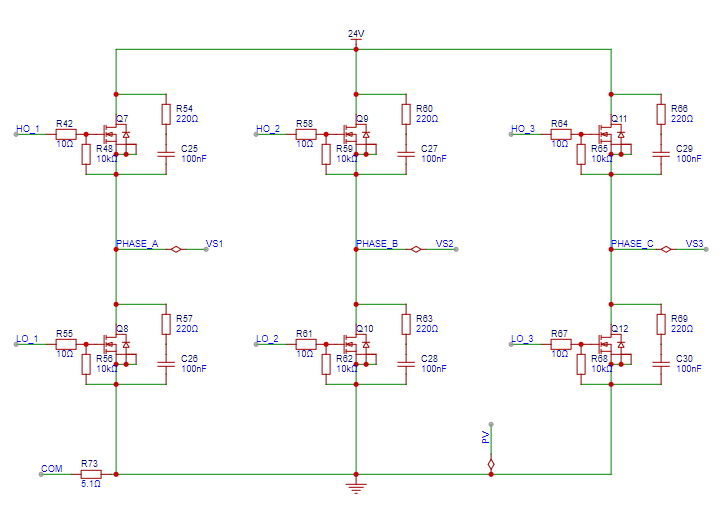 24V
HO_1
R42
10Ω
R48
10kΩ
Q7
R54
220Ω
C25
100nF
HO_2
R58
10Ω
R59
10kΩ
Q9
R60
220Ω
C27
100nF
HO_3
R64
10Ω
R65
10kΩ
Q11
R66
220Ω
C29
100nF
PHASE_A
VS1
PHASE_B
VS2
PHASE_C
VS3
LO_1
R55
10Ω
R56
10kΩ
Q8
R57
220Ω
C26
100nF
LO_2
R61
10Ω
R62
10kΩ
Q10
R63
220Ω
C28
100nF
LO_3
R67
10Ω
R68
10kΩ
Q12
R69
220Ω
C30
100nF
PV
COM
R73
5.1Ω